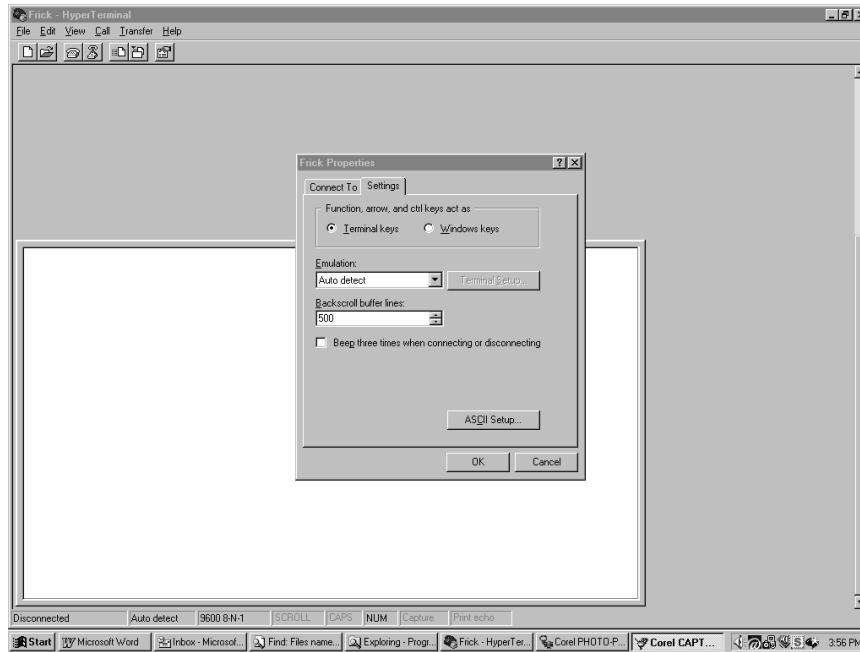 Frick - HyperTerminal
File Edit View Call Transfer Help
Frick Properties
Connect To Settings
Function, arrow, and ctrl keys act as
Terminal keys Windows keys
Emulation:
Auto detect Terminal Setup...
Backscroll buffer lines:
500
Beep three times when connecting or disconnecting
ASCII Setup...
OK Cancel
Disconnected Auto detect 9600 8-N-1 SCROLL CAPS NUM Capture Print echo
Start Microsoft Word Inbox - Microsof... Find: Files name... Exploring - Progr... Frick - HyperTer... Corel PHOTO-P... Corel CAPT... 3:56 PM